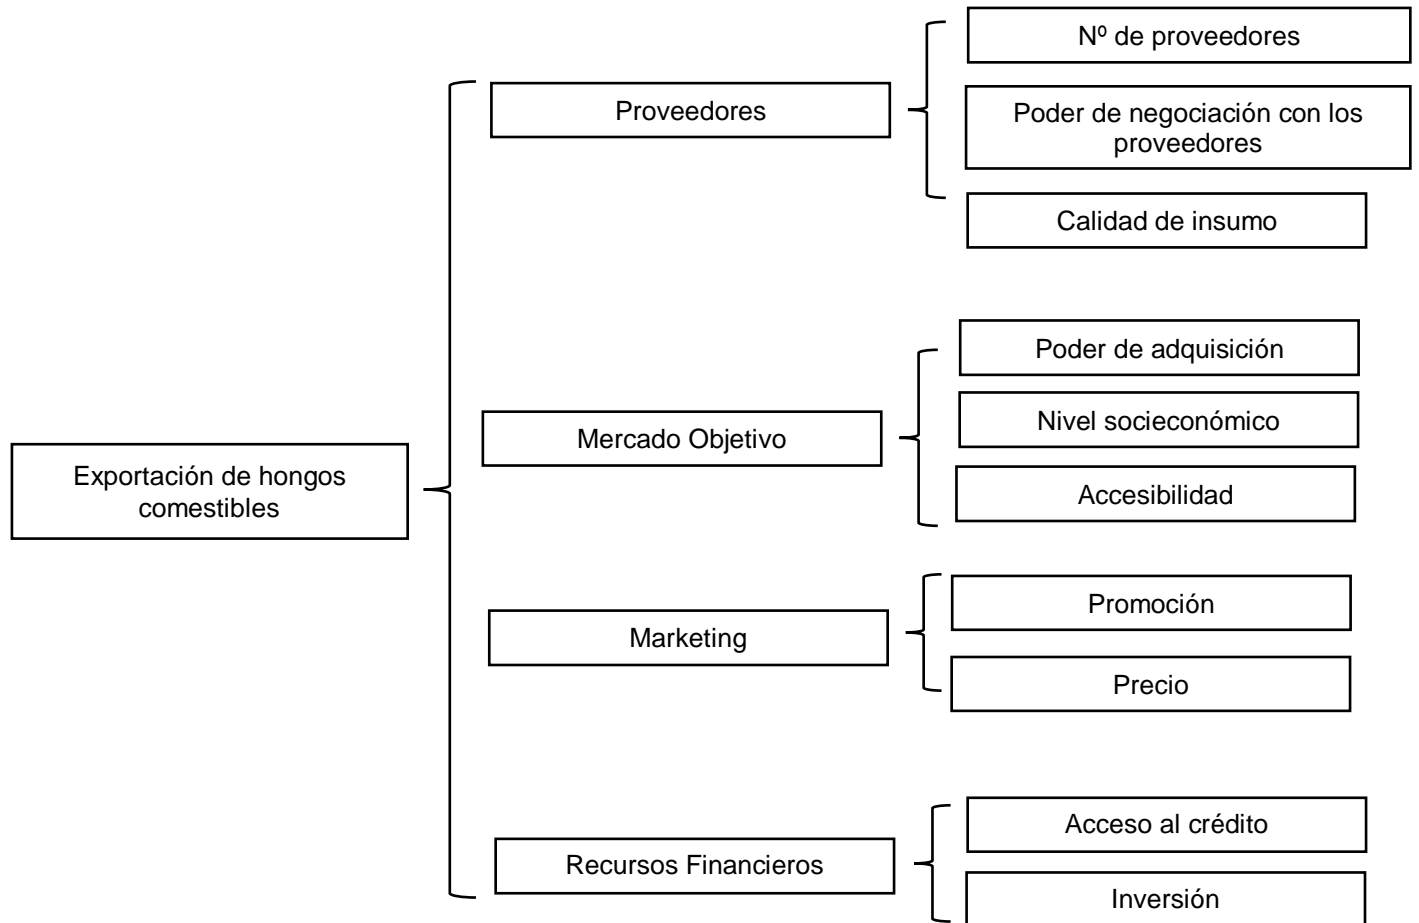 Exportación de hongos
comestibles
Proveedores
Nº de proveedores
Poder de negociación con los
proveedores
Calidad de insumo
Mercado Objetivo
Poder de adquisición
Nivel socieconómico
Accesibilidad
Marketing
Promoción
Precio
Recursos Financieros
Acceso al crédito
Inversión